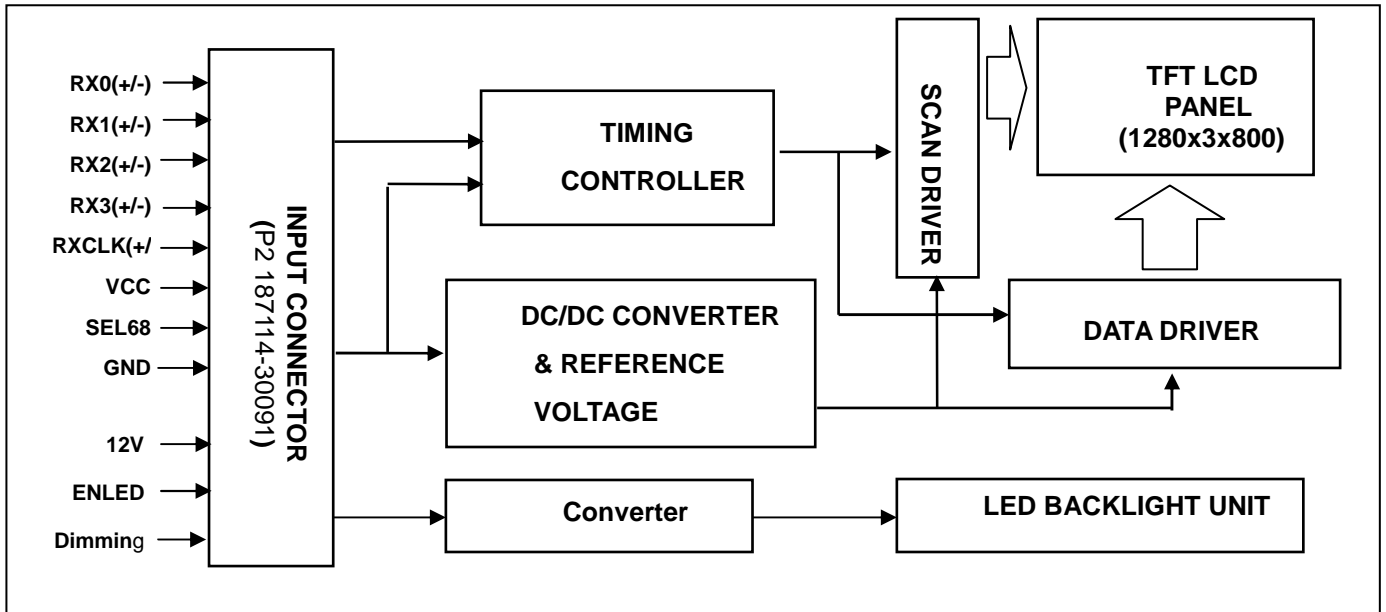 RX0(+/-)
RX1(+/-)
RX2(+/-)
RX3(+/-)
RXCLK(+/
VCC
SEL68
GND
12V
ENLED
Dimming
INPUT CONNECTOR
(P2 187114-30091)
TIMING
CONTROLLER
DC/DC CONVERTER
& REFERENCE
VOLTAGE
Converter
SCAN DRIVER
TFT LCD
PANEL
(1280x3x800)
DATA DRIVER
LED BACKLIGHT UNIT